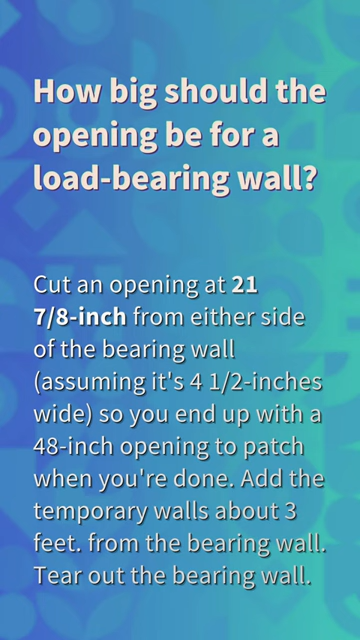 How big should the
opening be for a
load-bearing wall?
Cut an opening at 21
7/8-inch from either side
of the bearing wall
(assuming it's 4 1/2-inches
wide) so you end up with a
48-inch opening to patch
when you're done. Add the
temporary walls about 3
feet. from the bearing wall.
Tear out the bearing wall.